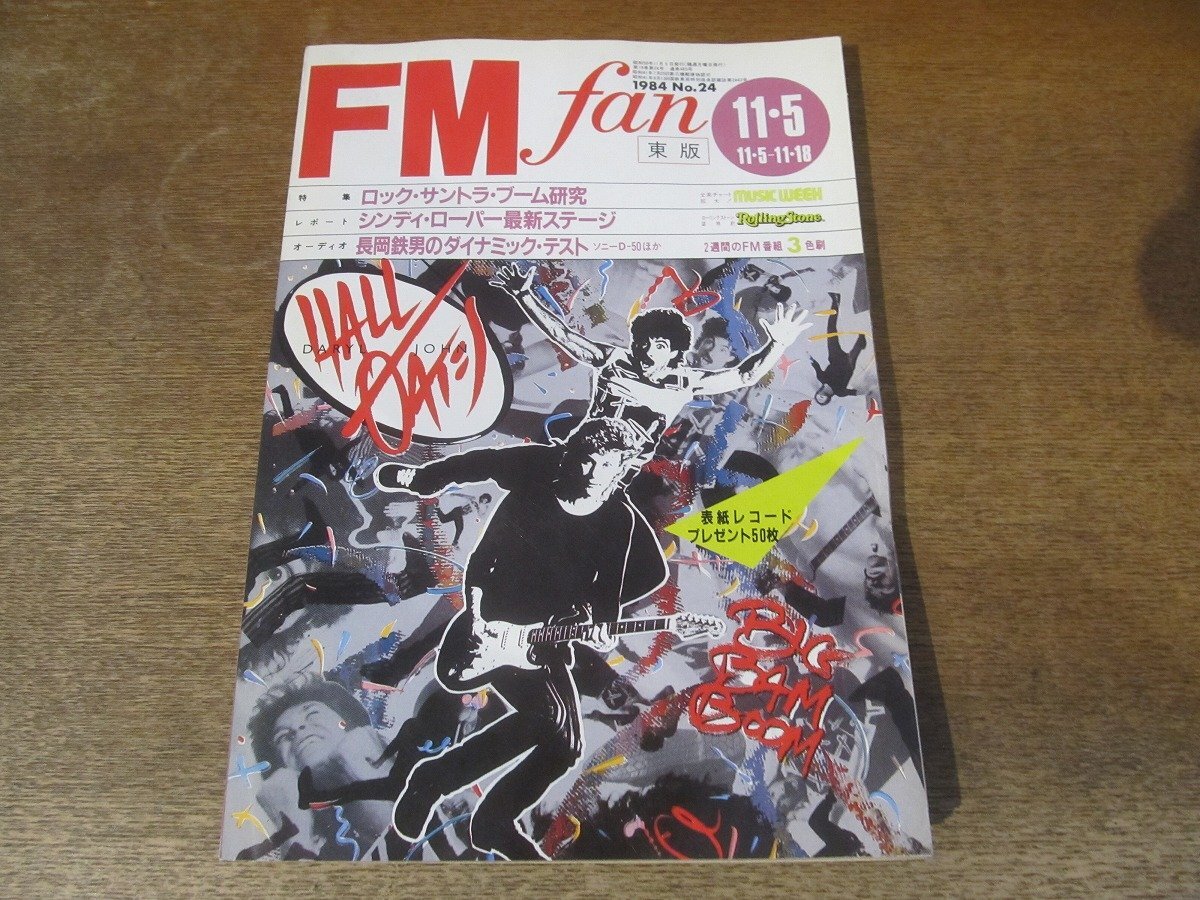 FM fan
1984 No.24
東版
11・5
11・5-11・18
特集 ロック・サントラ・ブーム研究
MUSIC WEEK
レポート シンディ・ローパー最新ステージ
RollingStone
オーディオ 長岡鉄男のダイナミック・テスト ソニーD-50ほか
2週間のFM番組 3色刷
HALL
DARYL JOHN
OATES
表紙レコード
プレゼント50枚
BIG
BAM
BOOM